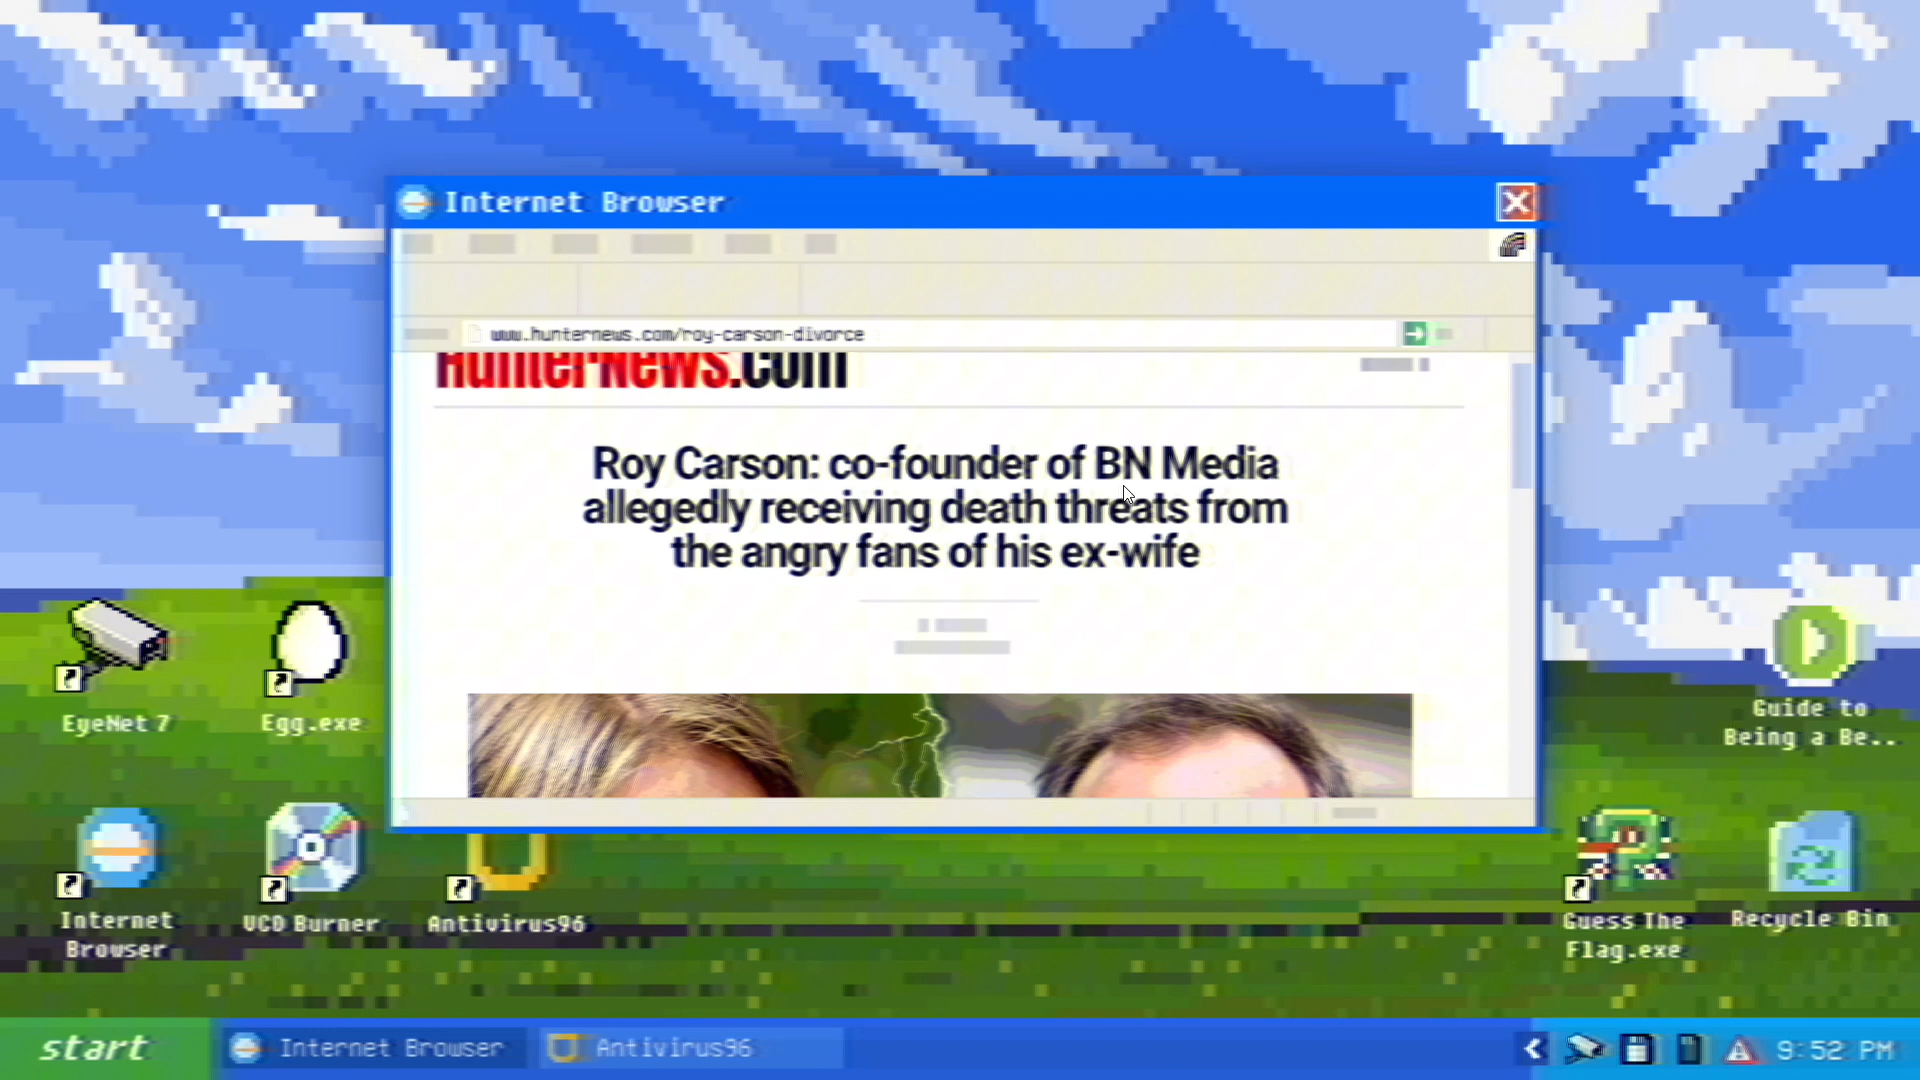 Internet Browser
www.hunternews.com/roy-carson-divorce
HunterNews.com
Roy Carson: co-founder of BN Media
allegedly receiving death threats from
the angry fans of his ex-wife
EyeNet 7
Egg.exe
Guide to
Being a Be..
Internet
Browser
VCD Burner
Antivirus96
Guess The
Flag.exe
Recycle Bin
start
Internet Browser
Antivirus96
9:52 PM